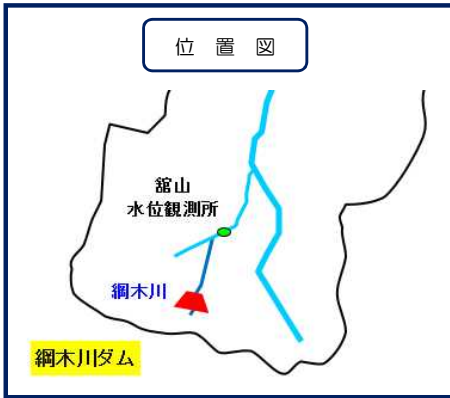 位 置 図
舘山
水位観測所
綱木川
綱木川ダム